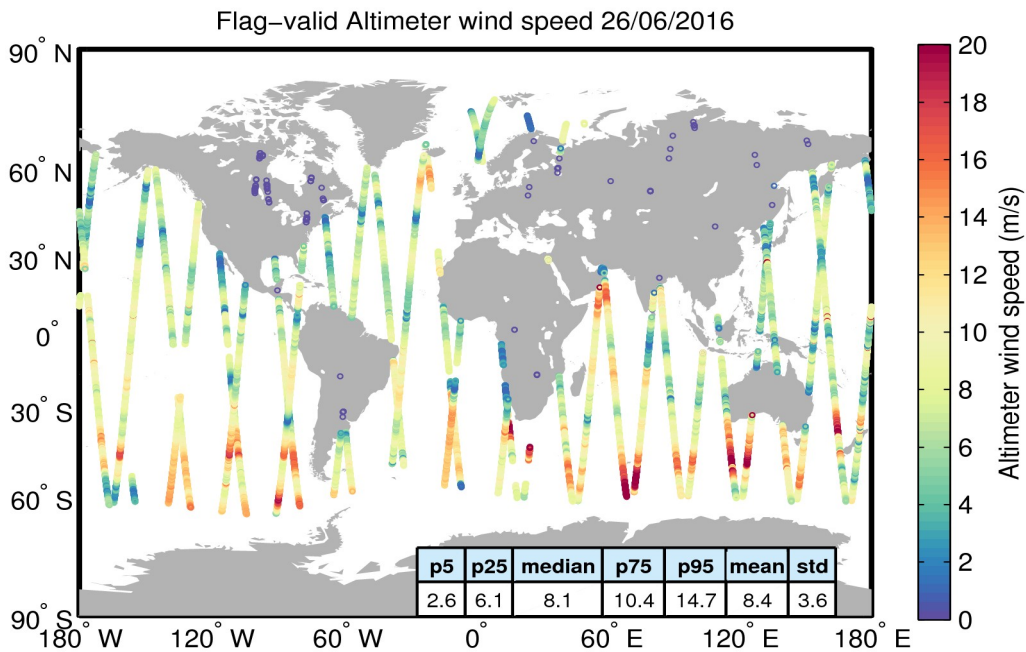 Flag−valid Altimeter wind speed 26/06/2016
90° N
60° N
30° N
0°
30° S
60° S
90° S
180° W
120° W
60° W
0°
60° E
120° E
180° E
p5 p25 median p75 p95 mean std
2.6 6.1 8.1 10.4 14.7 8.4 3.6
20
18
16
14
12
10
8
6
4
2
0
Altimeter wind speed (m/s)